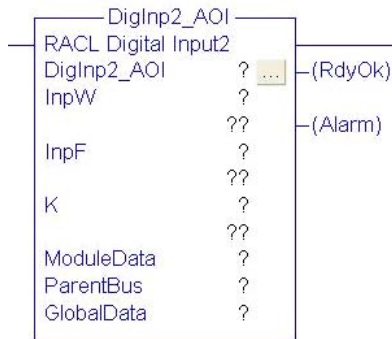 DigInp2_AOI
RACL Digital Input2
DigInp2_AOI ? ... (RdyOk)
InpW ?
?? (Alarm)
InpF ?
??
K ?
??
ModuleData ?
ParentBus ?
GlobalData ?